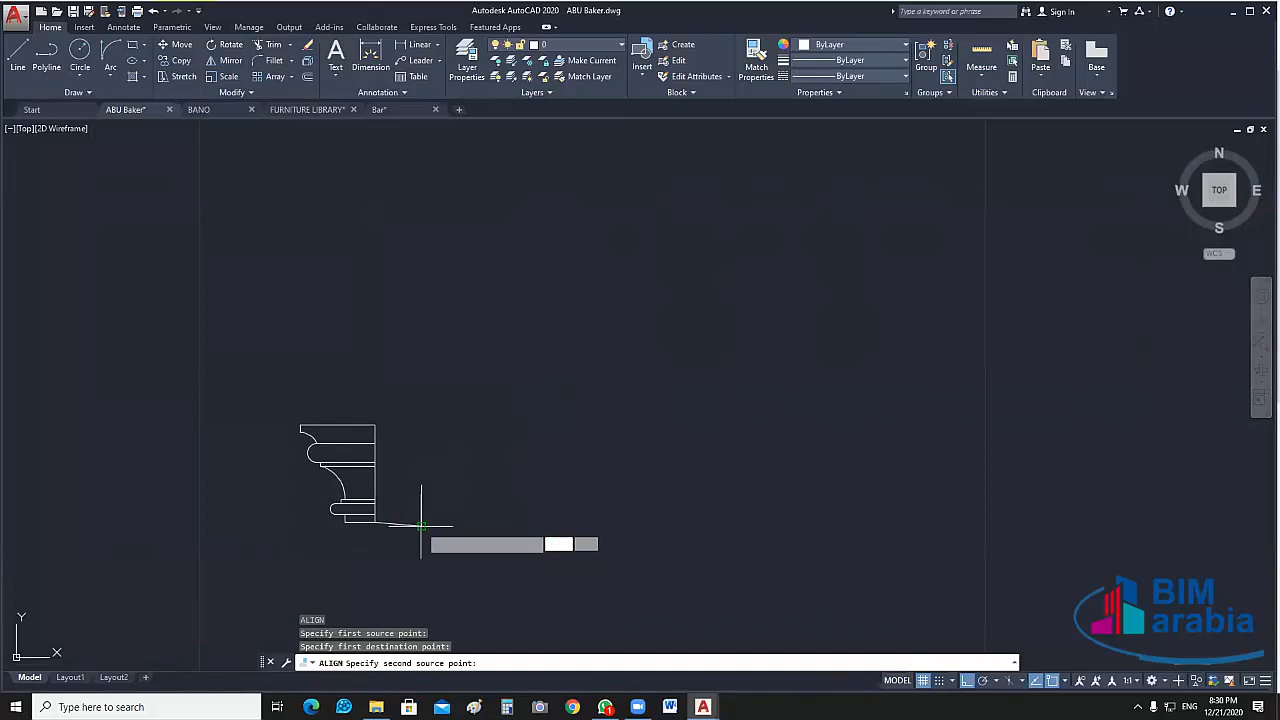 Autodesk AutoCAD 2020 ABU Baker.dwg
Type a keyword or phrase
Sign In
Home Insert Annotate Parametric View Manage Output Add-ins Collaborate Express Tools Featured Apps
Line Polyline Circle Arc
Move Rotate Trim
Copy Mirror Fillet
Stretch Scale Array
Text Dimension
Linear
Leader
Table
Layer Properties
0
Make Current
Match Layer
Insert
Create
Edit
Edit Attributes
Match Properties
ByLayer
ByLayer
ByLayer
Group
Measure
Paste
Base
Draw Modify Annotation Layers Block Properties Groups Utilities Clipboard View
Start ABU Baker* BANO FURNITURE LIBRARY* Bar*
[−][Top][2D Wireframe]
N
W TOP E
S
WCS
BIM
arabia
Y
X
ALIGN
Specify first source point:
Specify first destination point:
ALIGN Specify second source point:
Model Layout1 Layout2 +
MODEL 1:1
Type here to search
1
ENG
8:30 PM
12/21/2020